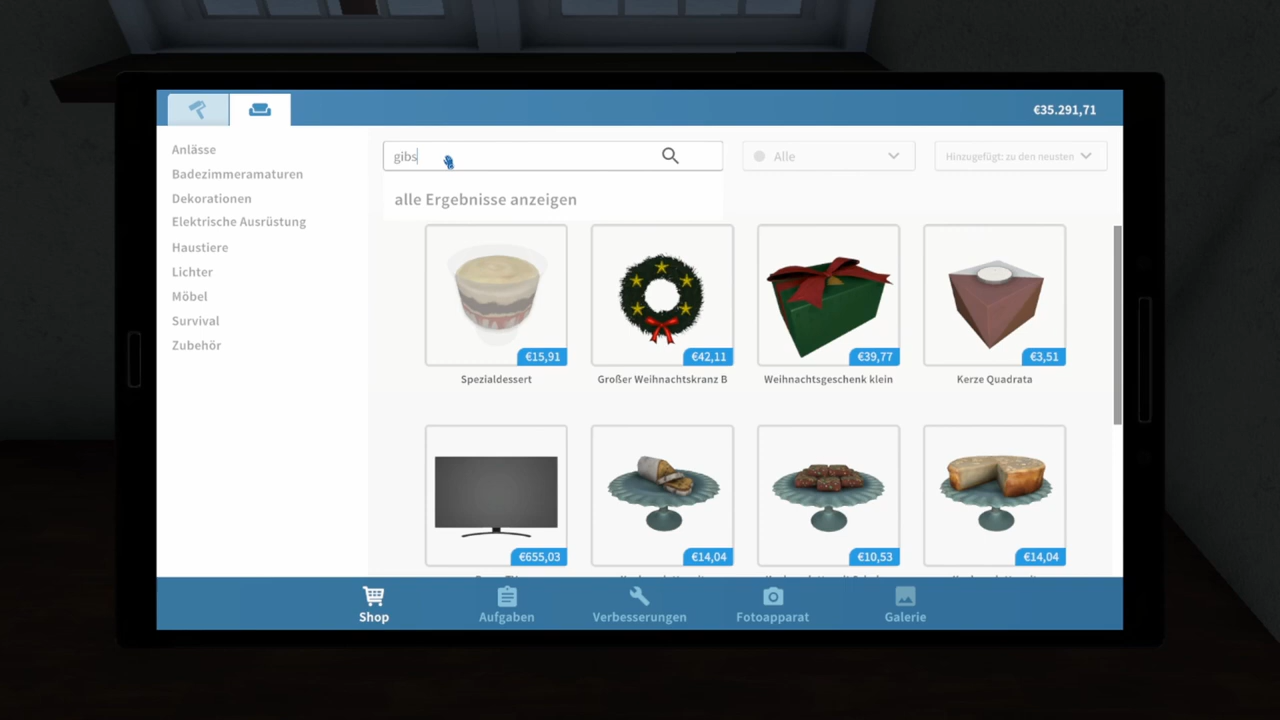 €35.291,71
Anlässe
Badezimmeramaturen
Dekorationen
Elektrische Ausrüstung
Haustiere
Lichter
Möbel
Survival
Zubehör
gibs
Alle
Hinzugefügt: zu den neusten
alle Ergebnisse anzeigen
€15,91
€42,11
€39,77
€3,51
Spezialdessert
Großer Weihnachtskranz B
Weihnachtsgeschenk klein
Kerze Quadrata
€655,03
€14,04
€10,53
€14,04
Shop
Aufgaben
Verbesserungen
Fotoapparat
Galerie